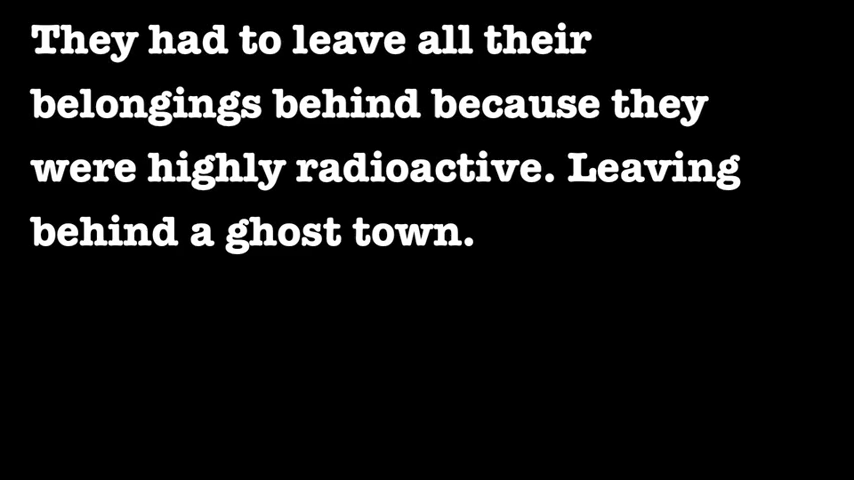 They had to leave all their
belongings behind because they
were highly radioactive. Leaving
behind a ghost town.